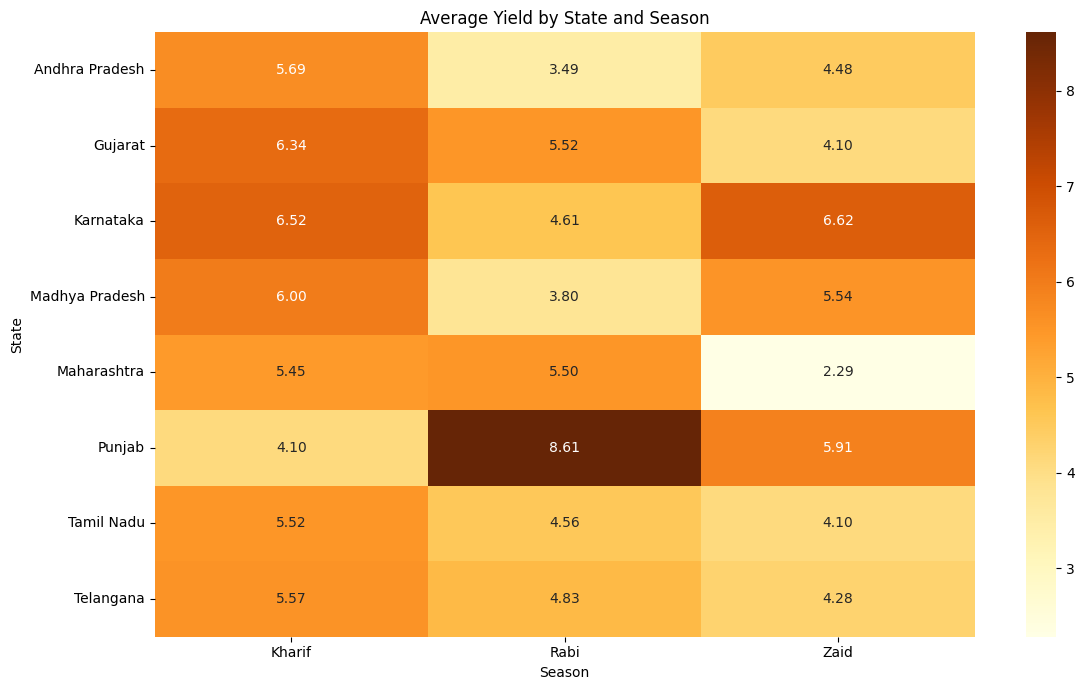 Average Yield by State and Season
State
Andhra Pradesh 5.69 3.49 4.48
Gujarat 6.34 5.52 4.10
Karnataka 6.52 4.61 6.62
Madhya Pradesh 6.00 3.80 5.54
Maharashtra 5.45 5.50 2.29
Punjab 4.10 8.61 5.91
Tamil Nadu 5.52 4.56 4.10
Telangana 5.57 4.83 4.28
Kharif Rabi Zaid
Season
8
7
6
5
4
3